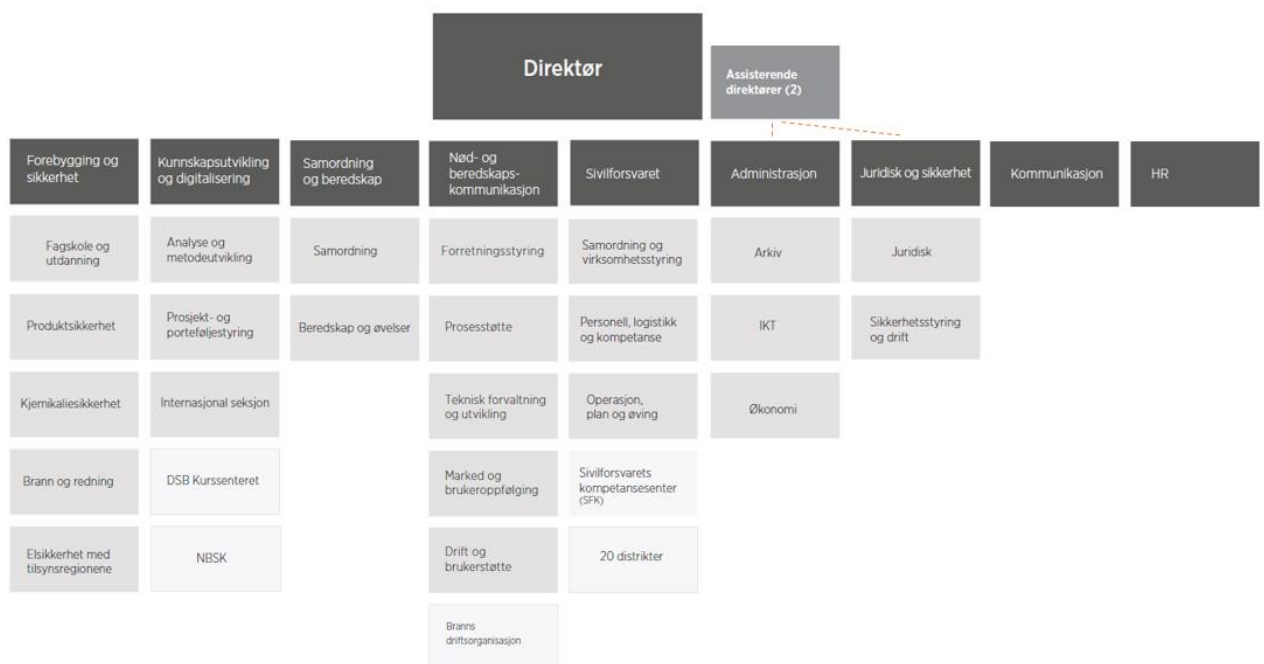 Direktør
Assisterende
direktører (2)
Forebygging og
sikkerhet
Kunnskapsutvikling
og digitalisering
Samordning
og beredskap
Nød- og
beredskaps-
kommunikasjon
Sivilforsvaret
Administrasjon
Juridisk og sikkerhet
Kommunikasjon
HR
Fagskole og
utdanning
Analyse og
metodeutvikling
Samordning
Forretningsstyring
Samordning og
virksomhetsstyring
Arkiv
Juridisk
Produktsikkerhet
Prosjekt- og
porteføljestyring
Beredskap og øvelser
Prosesstøtte
Personell, logistikk
og kompetanse
IKT
Sikkerhetsstyring
og drift
Kjemikaliesikkerhet
Internasjonal seksjon
Teknisk forvaltning
og utvikling
Operasjon,
plan og øving
Økonomi
Brann og redning
DSB Kurssenteret
Marked og
brukeroppfølging
Sivilforsvarets
kompetansesenter
(SFK)
Elsikkerhet med
tilsynsregionene
NBSK
Drift og
brukerstøtte
20 distrikter
Branns
driftsorganisasjon